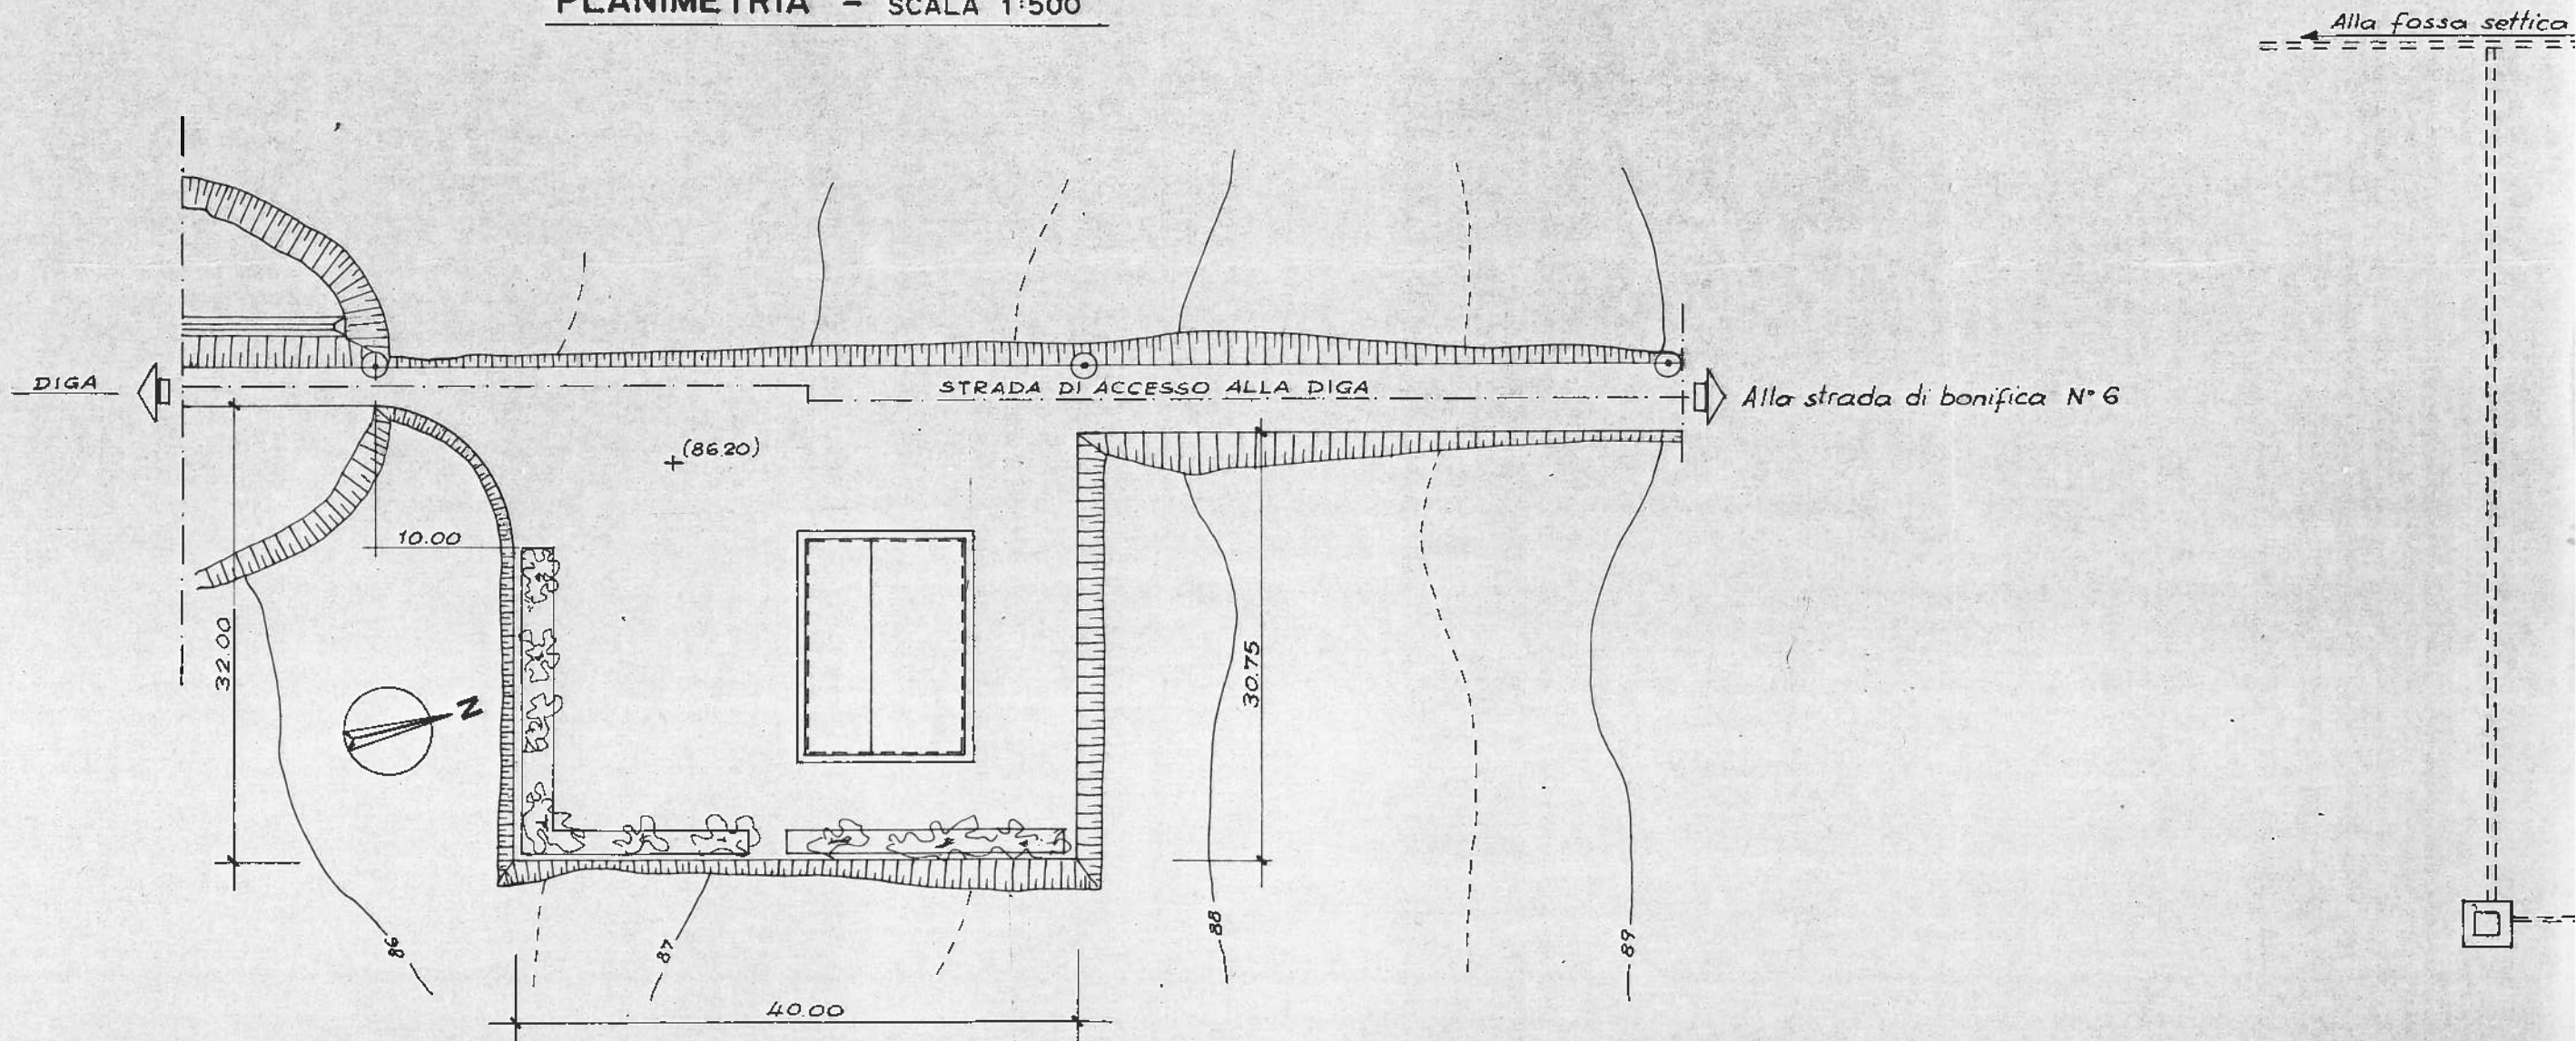 PLANIMETRIA - SCALA 1:500
Alla fossa settica
DIGA
STRADA DI ACCESSO ALLA DIGA
Alla strada di bonifica N° 6
(86.20)
10.00
32.00
30.75
N
86
87
88
89
40.00